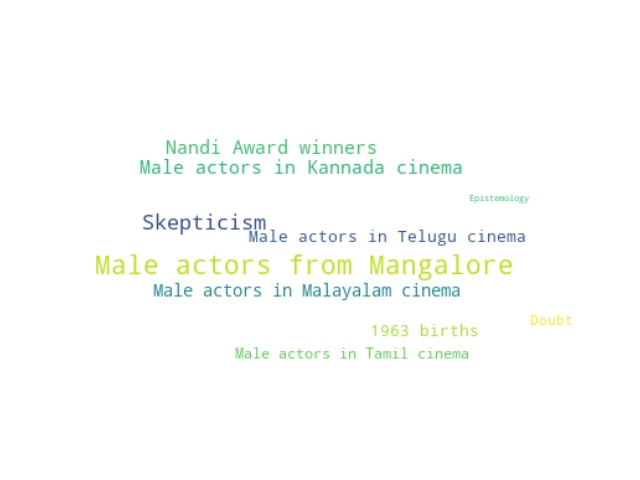 Nandi Award winners
Male actors in Kannada cinema
Epistemology
Skepticism
Male actors in Telugu cinema
Male actors from Mangalore
Male actors in Malayalam cinema
Doubt
1963 births
Male actors in Tamil cinema